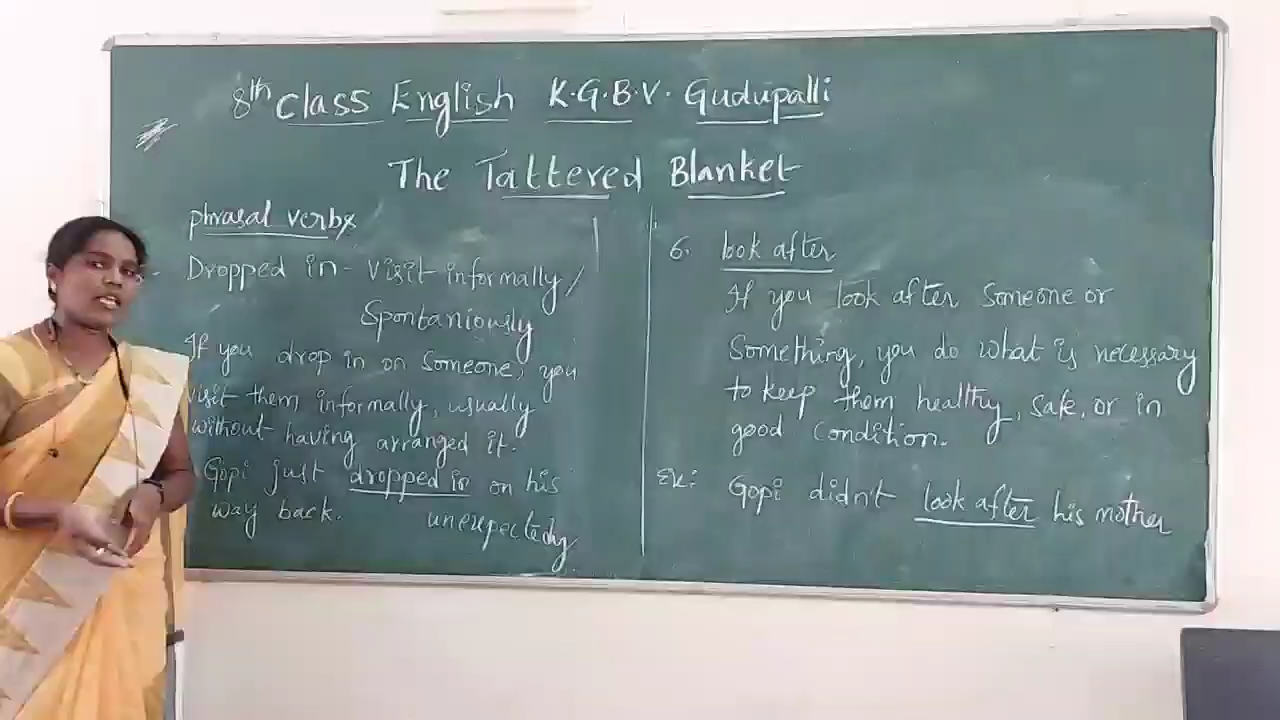 8th Class English K.G.B.V. Gudupalli
The Tattered Blanket
phrasal verbs
Dropped in - Visit informally/
Spontaniously
If you drop in on someone, you
visit them informally, usually
without having arranged it.
Gopi just dropped in on his
way back. unexpectedly
6. look after
If you look after someone or
something, you do what is necessary
to keep them healthy, safe, or in
good condition.
Ex: Gopi didn't look after his mother